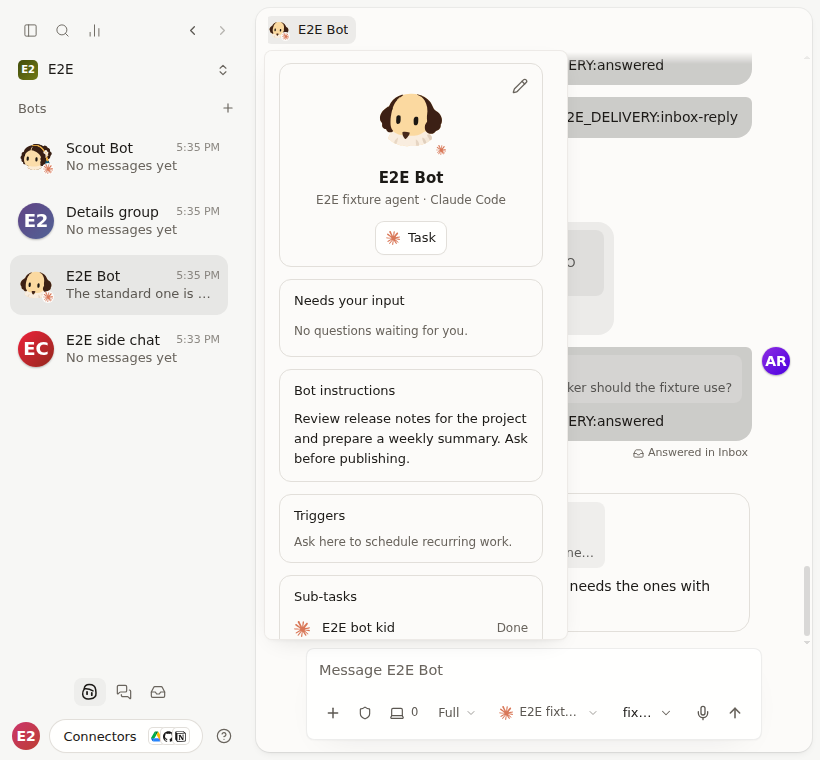 E2 E2E
Bots
Scout Bot 5:35 PM
No messages yet
E2 Details group 5:35 PM
No messages yet
E2E Bot 5:35 PM
The standard one is ...
EC E2E side chat 5:33 PM
No messages yet
E2 Connectors
E2E Bot
E2E Bot
E2E fixture agent · Claude Code
Task
Needs your input
No questions waiting for you.
Bot instructions
Review release notes for the project
and prepare a weekly summary. Ask
before publishing.
Triggers
Ask here to schedule recurring work.
Sub-tasks
E2E bot kid Done
ERY:answered
2E_DELIVERY:inbox-reply
O
AR
ker should the fixture use?
ERY:answered
Answered in Inbox
ne...
needs the ones with
Message E2E Bot
0 Full E2E fixt... fix...